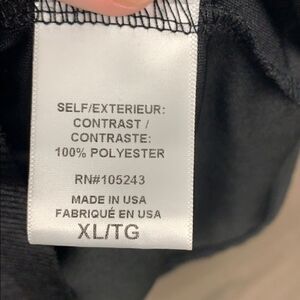 SELF/EXTERIEUR:
CONTRAST /
CONTRASTE:
100% POLYESTER
RN#105243
MADE IN USA
FABRIQUÉ EN USA
XL/TG